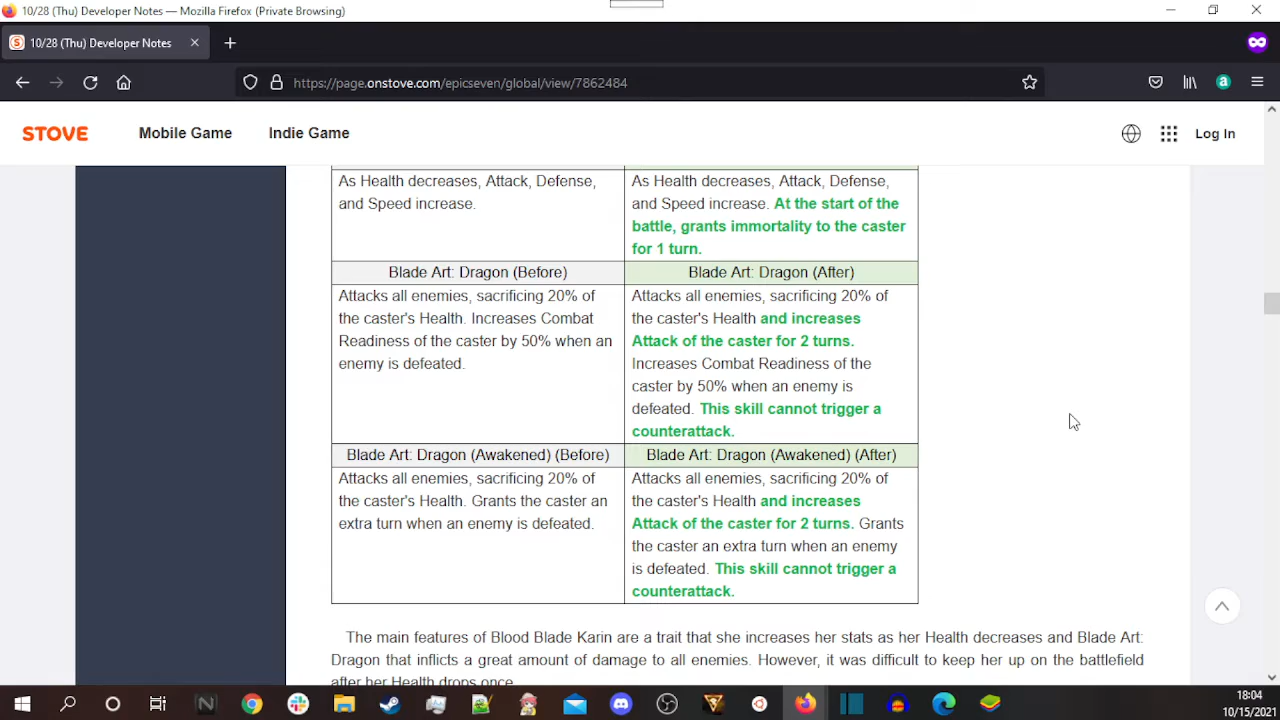 10/28 (Thu) Developer Notes — Mozilla Firefox (Private Browsing)
10/28 (Thu) Developer Notes
https://page.onstove.com/epicseven/global/view/7862484
STOVE Mobile Game Indie Game Log In
As Health decreases, Attack, Defense,
and Speed increase.
As Health decreases, Attack, Defense,
and Speed increase. At the start of the
battle, grants immortality to the caster
for 1 turn.
Blade Art: Dragon (Before)
Blade Art: Dragon (After)
Attacks all enemies, sacrificing 20% of
the caster's Health. Increases Combat
Readiness of the caster by 50% when an
enemy is defeated.
Attacks all enemies, sacrificing 20% of
the caster's Health and increases
Attack of the caster for 2 turns.
Increases Combat Readiness of the
caster by 50% when an enemy is
defeated. This skill cannot trigger a
counterattack.
Blade Art: Dragon (Awakened) (Before)
Blade Art: Dragon (Awakened) (After)
Attacks all enemies, sacrificing 20% of
the caster's Health. Grants the caster an
extra turn when an enemy is defeated.
Attacks all enemies, sacrificing 20% of
the caster's Health and increases
Attack of the caster for 2 turns. Grants
the caster an extra turn when an enemy
is defeated. This skill cannot trigger a
counterattack.
The main features of Blood Blade Karin are a trait that she increases her stats as her Health decreases and Blade Art:
Dragon that inflicts a great amount of damage to all enemies. However, it was difficult to keep her up on the battlefield
after her Health drops once.
18:04
10/15/2021